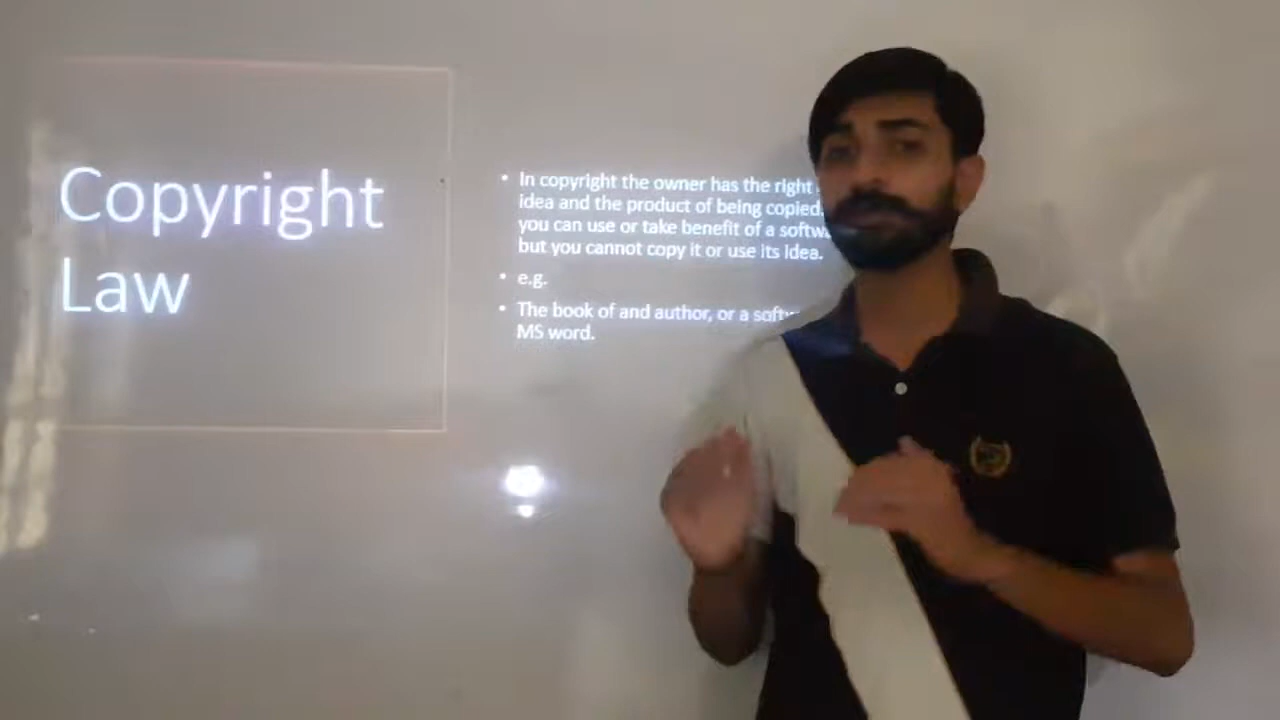 Copyright
Law
• In copyright the owner has the right
idea and the product of being copied.
you can use or take benefit of a softw
but you cannot copy it or use its idea.
• e.g.
• The book of and author, or a softw
MS word.